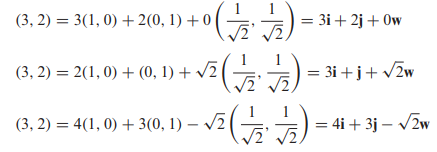 (3, 2) = 3(1, 0) + 2(0, 1) + 0(1/√2, 1/√2) = 3i + 2j + 0w
(3, 2) = 2(1, 0) + (0, 1) + √2(1/√2, 1/√2) = 3i + j + √2w
(3, 2) = 4(1, 0) + 3(0, 1) − √2(1/√2, 1/√2) = 4i + 3j − √2w